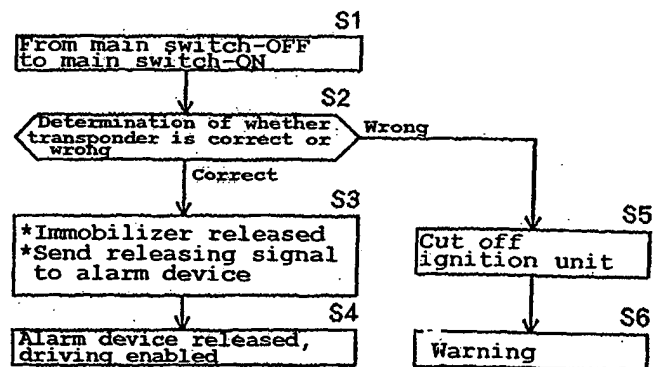 S1
From main switch-OFF
to main switch-ON
S2
Determination of whether
transponder is correct or
wrong
Wrong
Correct
S3
*Immobilizer released
*Send releasing signal
to alarm device
S5
Cut off
ignition unit
S4
Alarm device released,
driving enabled
S6
Warning